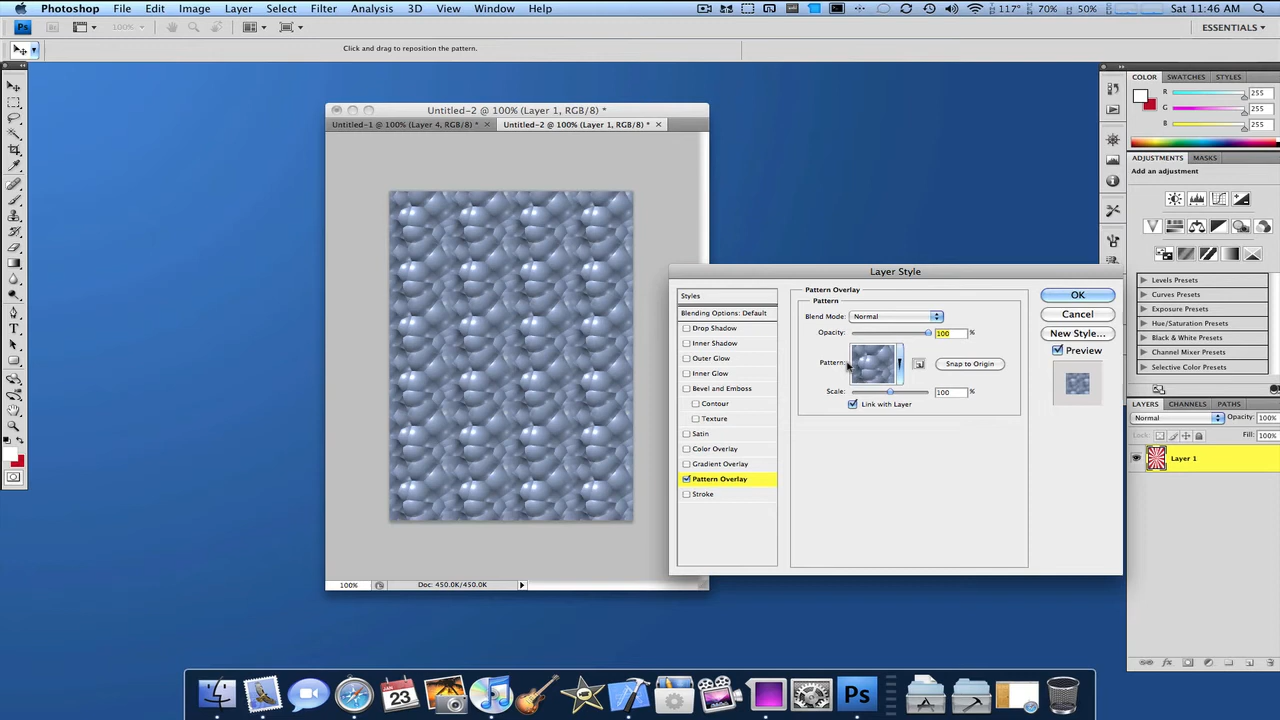 Photoshop File Edit Image Layer Select Filter Analysis 3D View Window Help 117° 70% 50% Sat 11:46 AM
Ps Br 100% ESSENTIALS
Click and drag to reposition the pattern.
Untitled-2 @ 100% (Layer 1, RGB/8) *
Untitled-1 @ 100% (Layer 4, RGB/8) * Untitled-2 @ 100% (Layer 1, RGB/8) *
COLOR SWATCHES STYLES
R 255
G 255
B 255
ADJUSTMENTS MASKS
Add an adjustment
Levels Presets
Curves Presets
Exposure Presets
Hue/Saturation Presets
Black & White Presets
Channel Mixer Presets
Selective Color Presets
LAYERS CHANNELS PATHS
Normal Opacity: 100%
Lock: Fill: 100%
Layer 1
Layer Style
Styles
Blending Options: Default
Drop Shadow
Inner Shadow
Outer Glow
Inner Glow
Bevel and Emboss
Contour
Texture
Satin
Color Overlay
Gradient Overlay
Pattern Overlay
Stroke
Pattern Overlay
Pattern
Blend Mode: Normal
Opacity: 100 %
Pattern: Snap to Origin
Scale: 100 %
Link with Layer
OK
Cancel
New Style...
Preview
100% Doc: 450.0K/450.0K
JAN
23
Ps